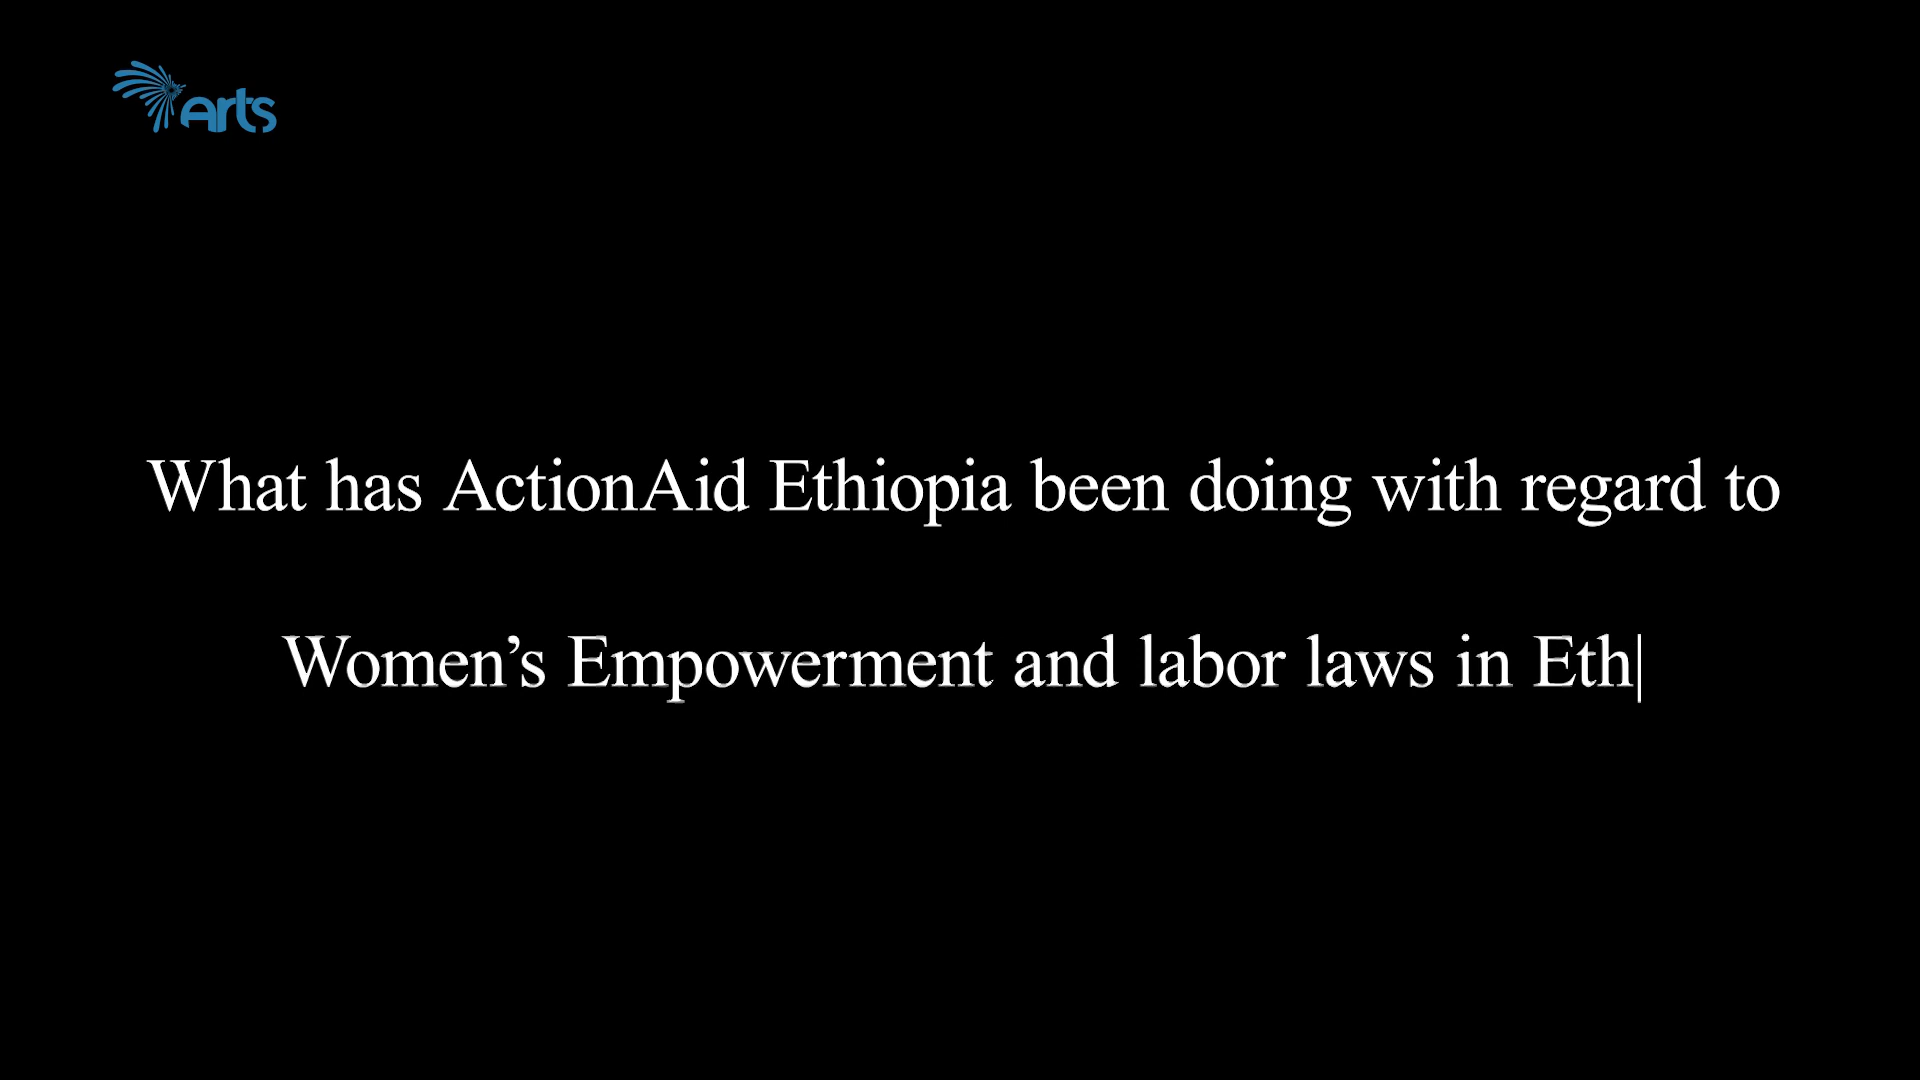 arts
What has ActionAid Ethiopia been doing with regard to
Women’s Empowerment and labor laws in Eth|